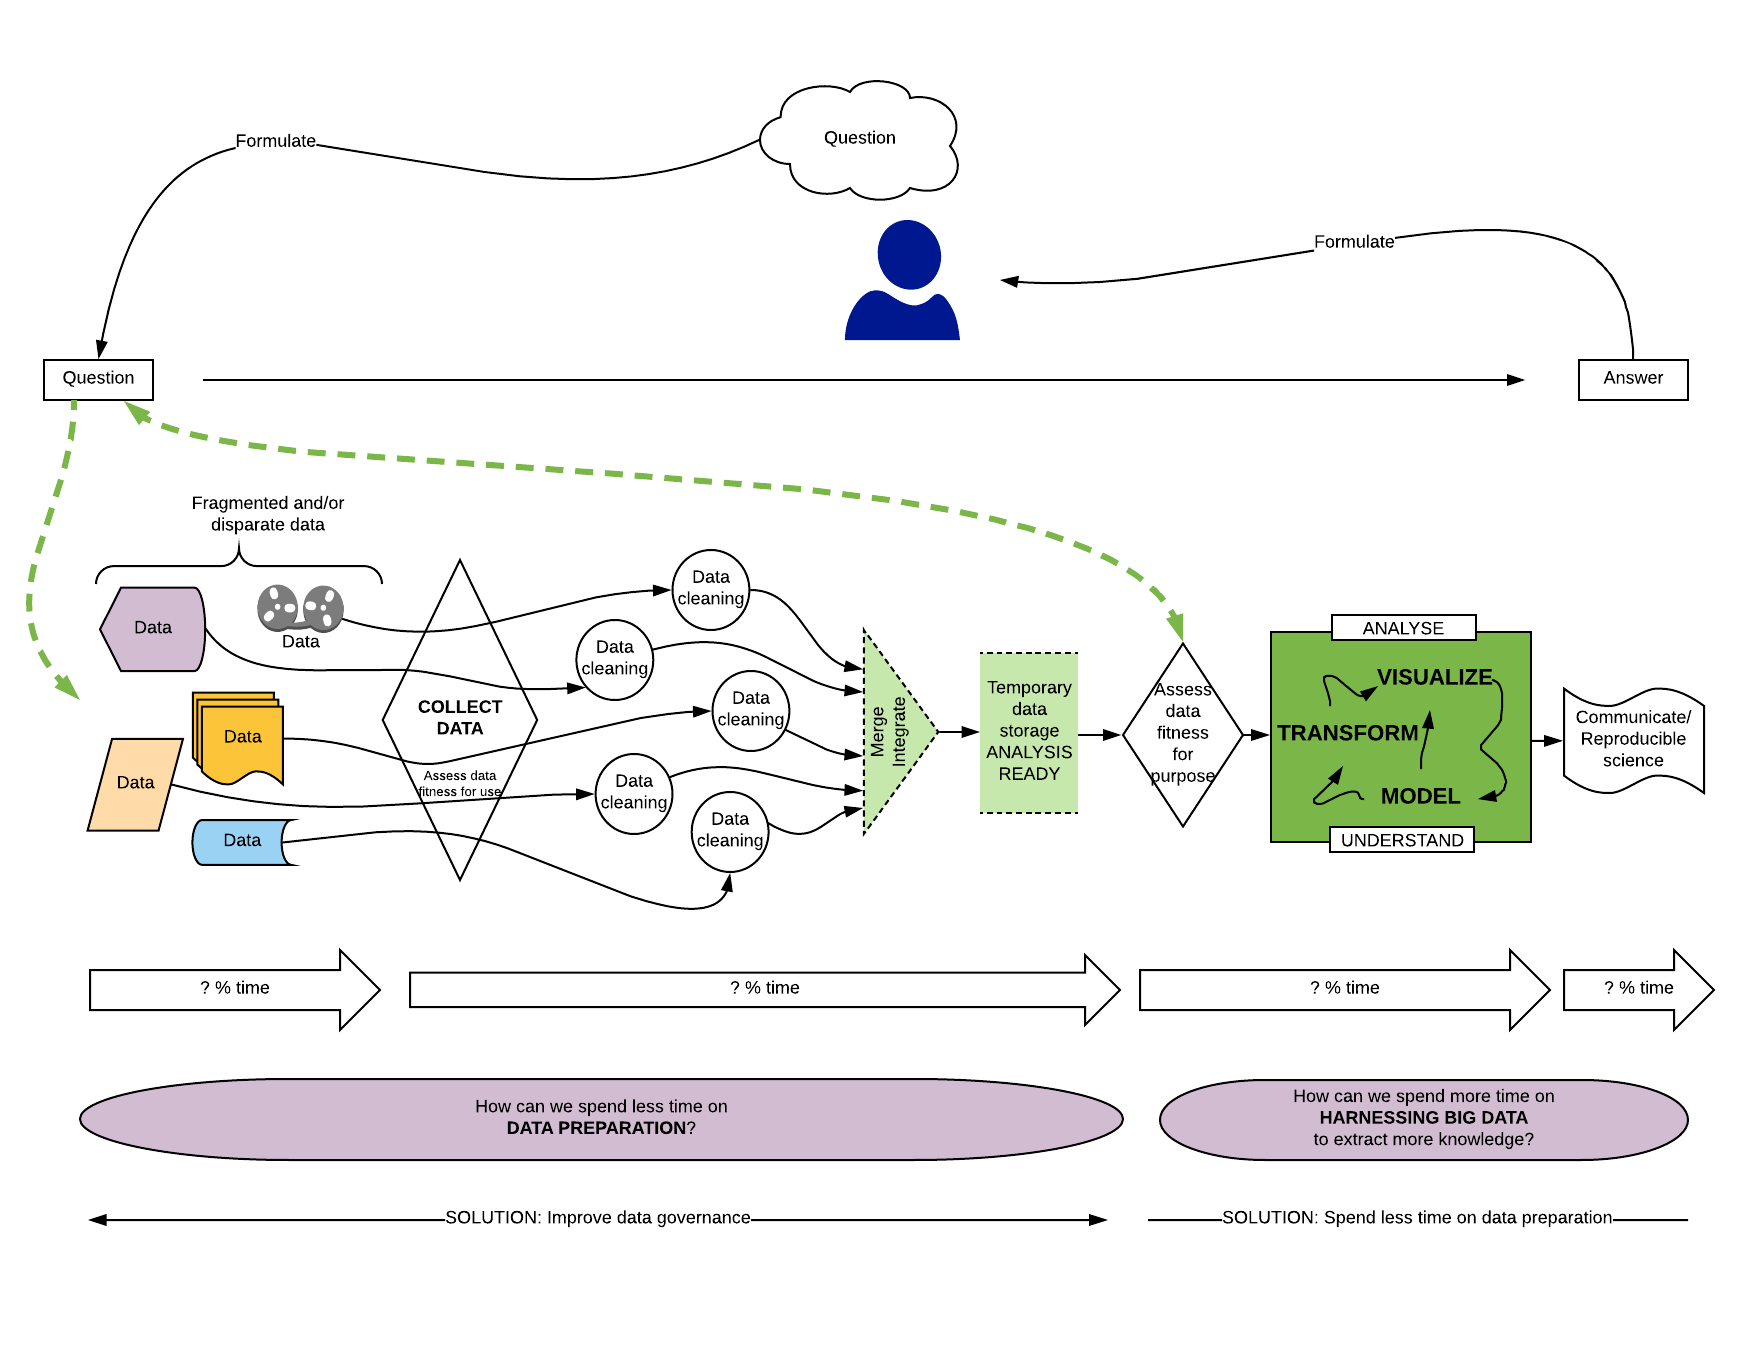 Question
Formulate
Formulate
Question
Answer
Fragmented and/or
disparate data
Data
Data
Data
Data
Data
COLLECT
DATA
Assess data
fitness for use
Data
cleaning
Data
cleaning
Data
cleaning
Data
cleaning
Data
cleaning
Merge
Integrate
Temporary
data
storage
ANALYSIS
READY
Assess
data
fitness
for
purpose
ANALYSE
VISUALIZE
TRANSFORM
MODEL
UNDERSTAND
Communicate/
Reproducible
science
? % time
? % time
? % time
? % time
How can we spend less time on
DATA PREPARATION?
How can we spend more time on
HARNESSING BIG DATA
to extract more knowledge?
SOLUTION: Improve data governance
SOLUTION: Spend less time on data preparation